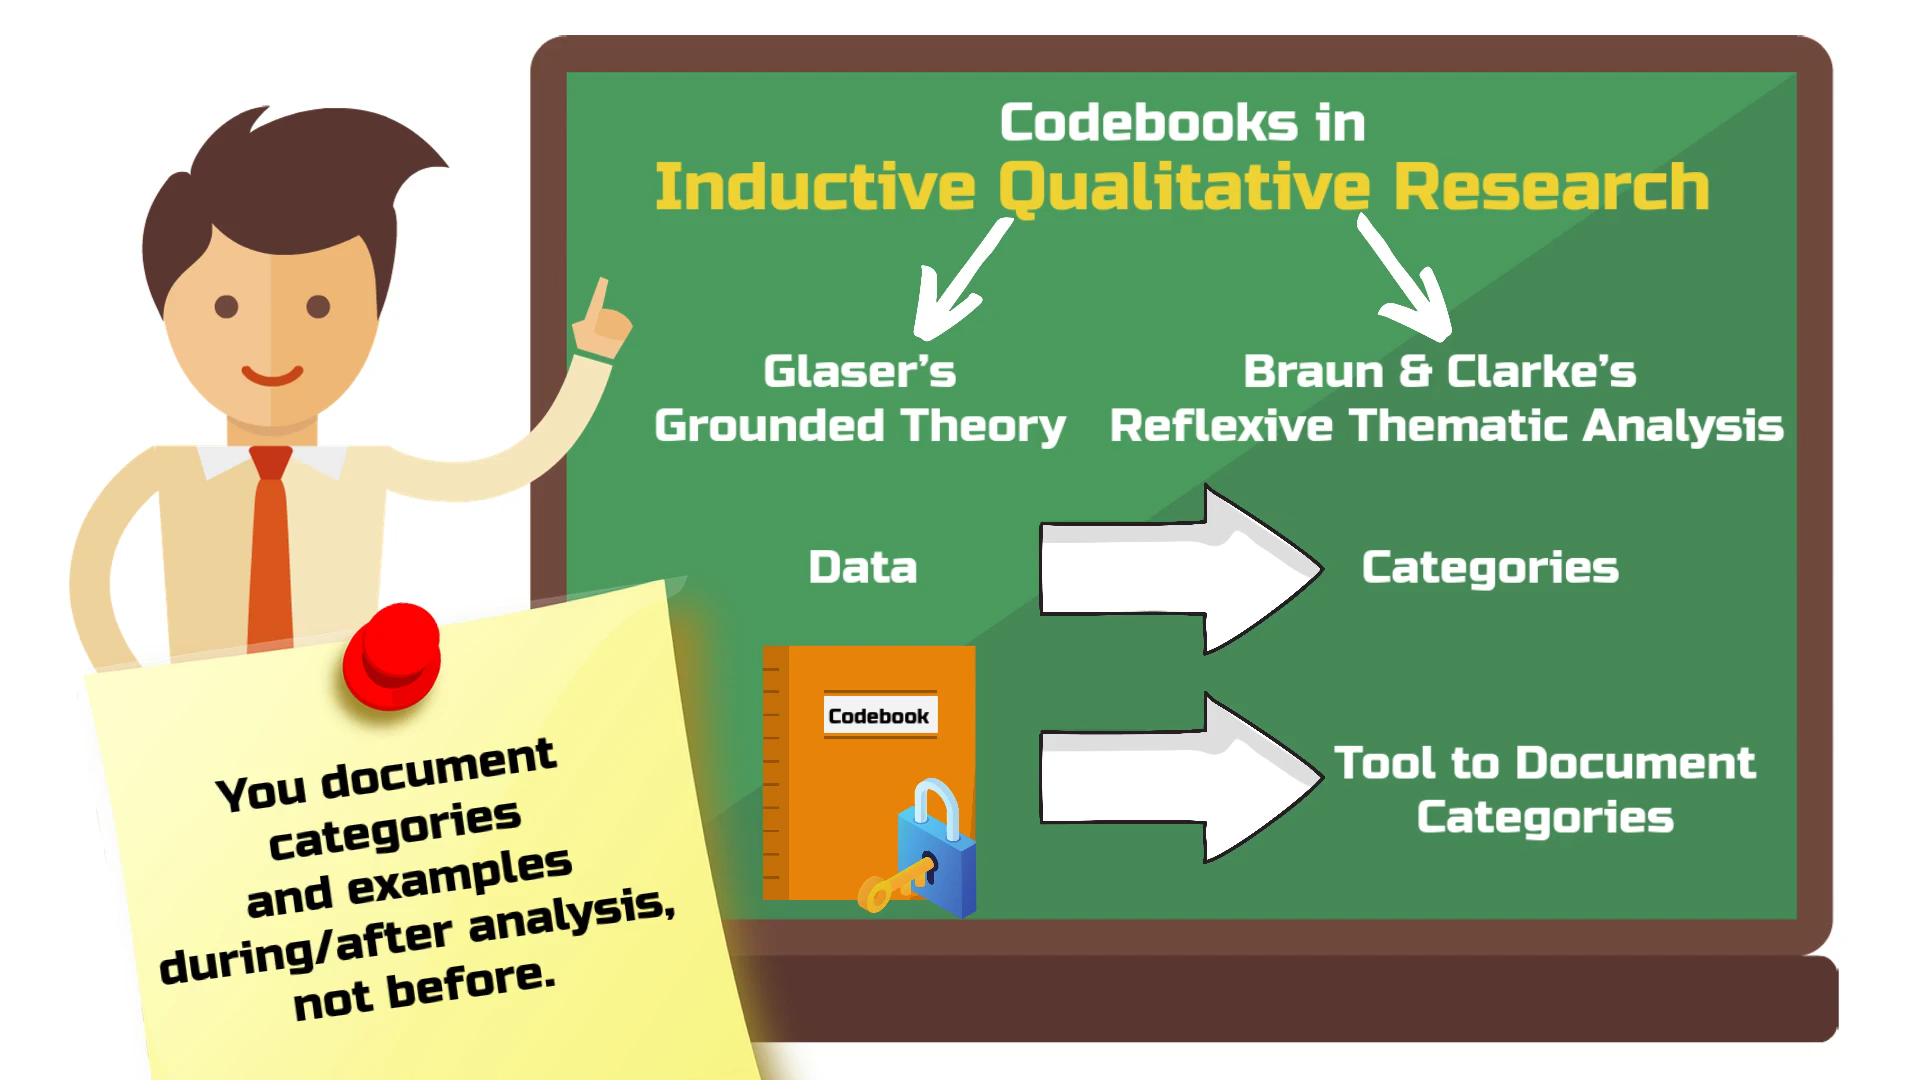 Codebooks in
Inductive Qualitative Research
Glaser's
Grounded Theory
Braun & Clarke's
Reflexive Thematic Analysis
Data
Categories
Codebook
Tool to Document
Categories
You document
categories
and examples
during/after analysis,
not before.